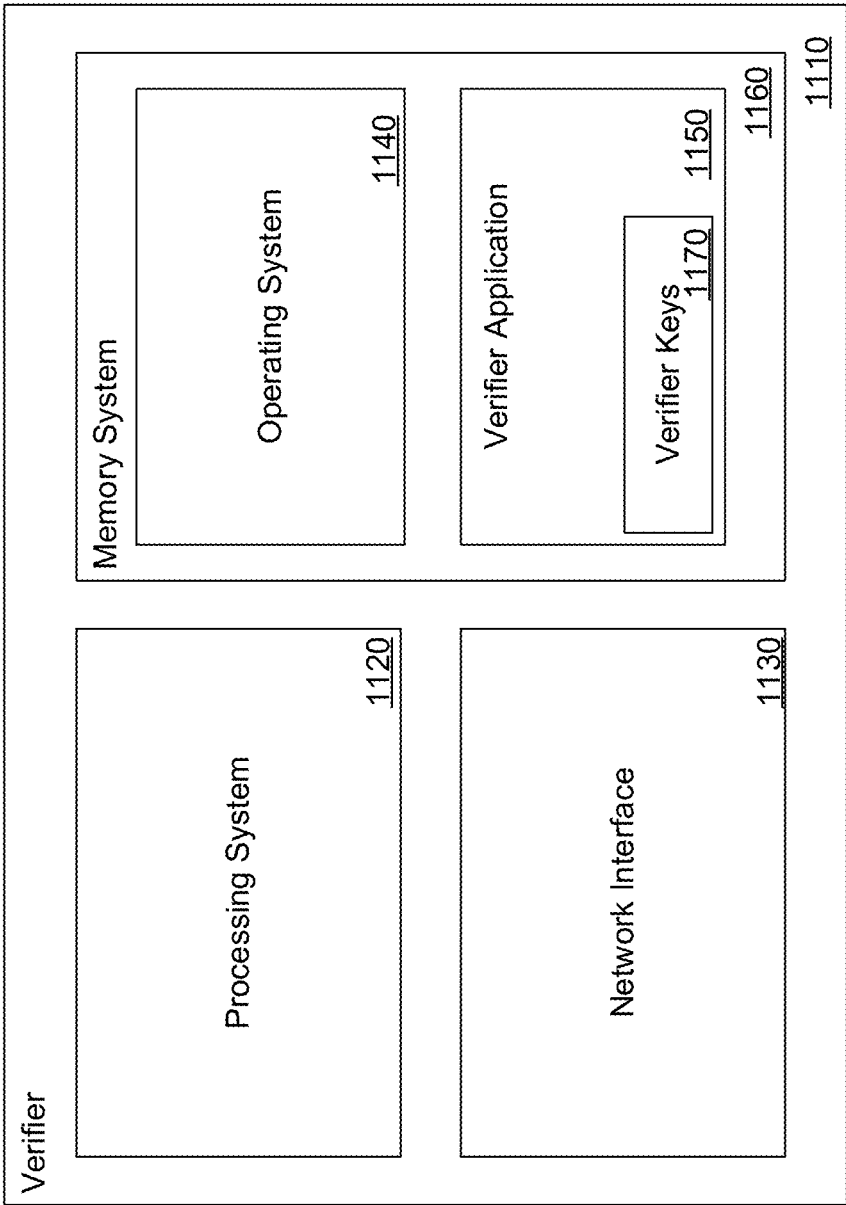 Verifier
Processing System
1120
Network Interface
1130
Memory System
Operating System
1140
Verifier Application
Verifier Keys
1170
1150
1160
1110